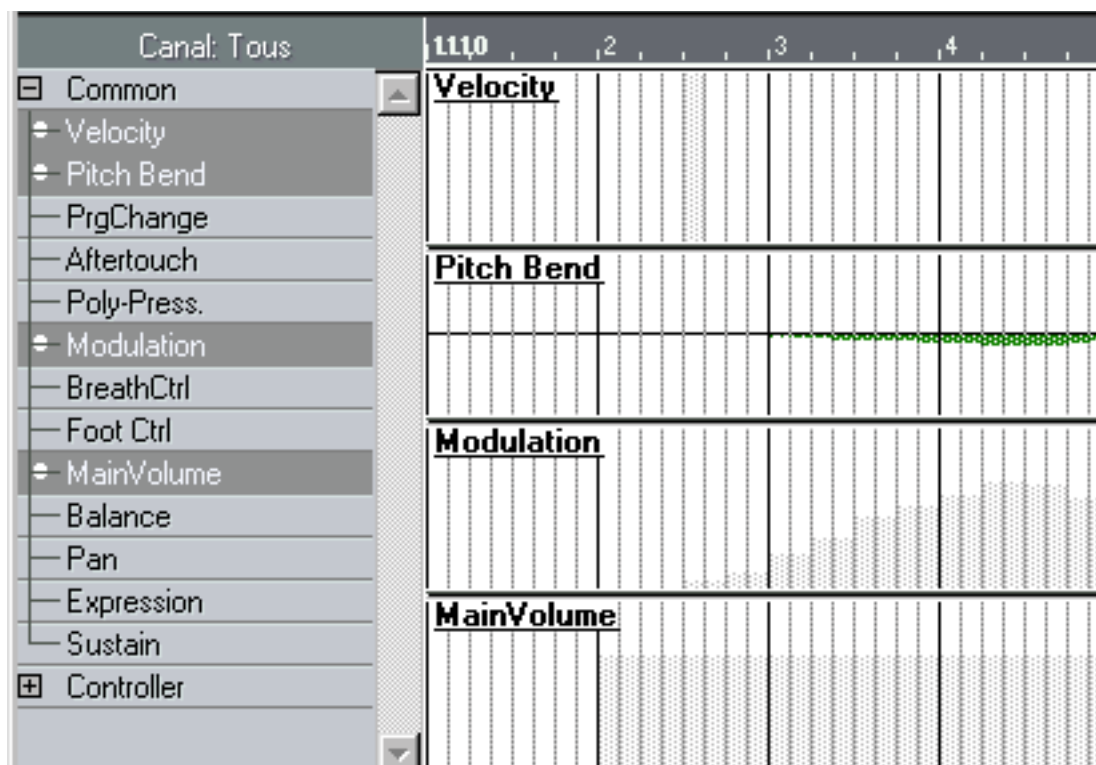 Canal: Tous
1.1.1,0 2 3 4
Common
Velocity
Pitch Bend
PrgChange
Aftertouch
Poly-Press.
Modulation
BreathCtrl
Foot Ctrl
MainVolume
Balance
Pan
Expression
Sustain
Controller
Velocity
Pitch Bend
Modulation
MainVolume